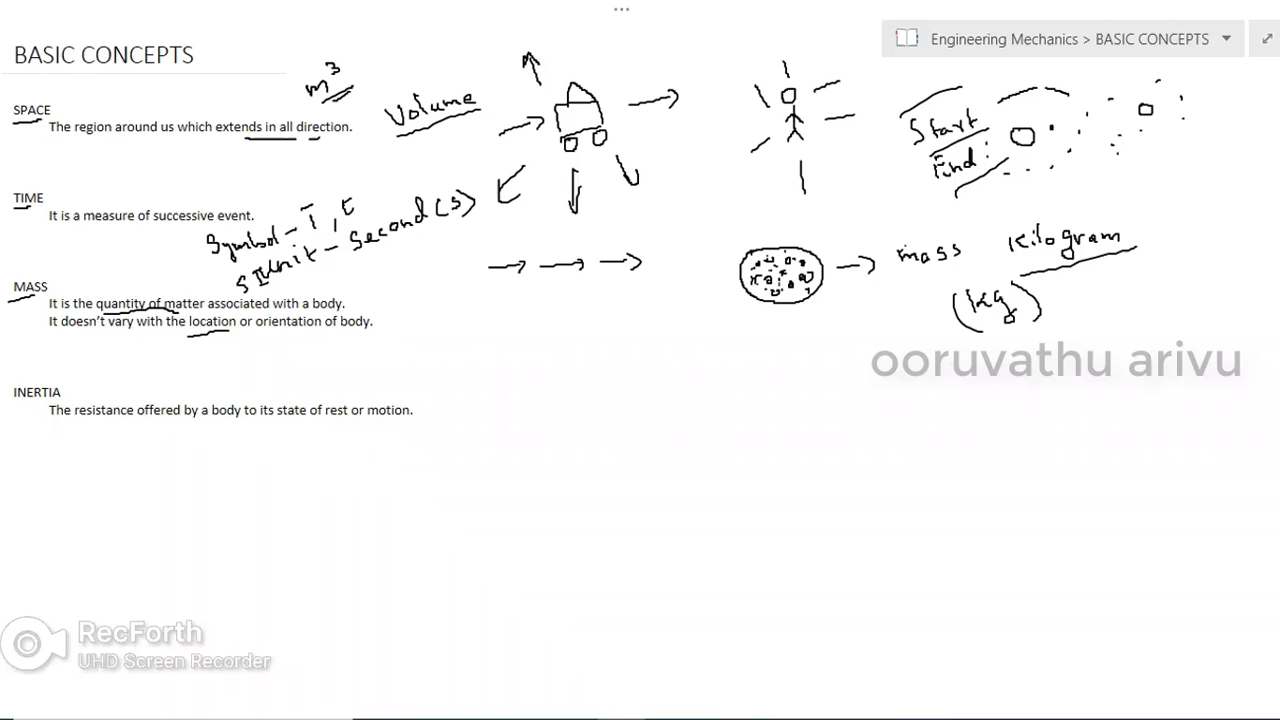 ...
Engineering Mechanics > BASIC CONCEPTS
BASIC CONCEPTS
m³
Volume
SPACE
The region around us which extends in all direction.
Start
End:
TIME
It is a measure of successive event.
Symbol - T, t
SI Unit - Second (s)
mass
Kilogram
(kg)
MASS
It is the quantity of matter associated with a body.
It doesn't vary with the location or orientation of body.
ooruvathu arivu
INERTIA
The resistance offered by a body to its state of rest or motion.
RecForth
UHD Screen Recorder